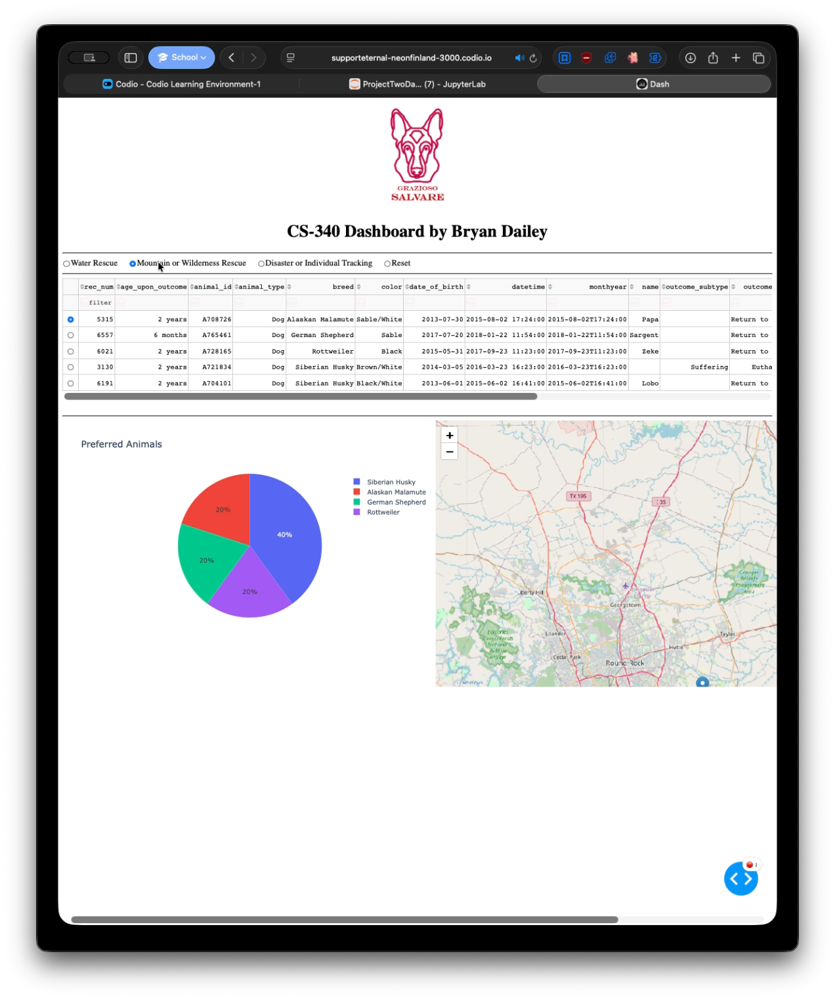 School
supporteternal-neonfinland-3000.codio.io
Codio - Codio Learning Environment-1
ProjectTwoDa... (7) - JupyterLab
Dash
GRAZIOSO
SALVARE
CS-340 Dashboard by Bryan Dailey
Water Rescue Mountain or Wilderness Rescue Disaster or Individual Tracking Reset
rec_num age_upon_outcome animal_id animal_type breed color date_of_birth datetime monthyear name outcome_subtype outcome
filter
5315 2 years A708726 Dog Alaskan Malamute Sable/White 2013-07-30 2015-08-02 17:24:00 2015-08-02T17:24:00 Papa Return to
6557 6 months A765461 Dog German Shepherd Sable 2017-07-20 2018-01-22 11:54:00 2018-01-22T11:54:00 Sargent Return to
6021 2 years A728165 Dog Rottweiler Black 2015-05-31 2017-09-23 11:23:00 2017-09-23T11:23:00 Zeke Return to
3130 2 years A721834 Dog Siberian Husky Brown/White 2014-03-05 2016-03-23 16:23:00 2016-03-23T16:23:00 Suffering Eutha
6191 2 years A704101 Dog Siberian Husky Black/White 2013-06-01 2015-06-02 16:41:00 2015-06-02T16:41:00 Lobo Return to
Preferred Animals
Siberian Husky
Alaskan Malamute
German Shepherd
Rottweiler
20%
40%
20%
20%
+
−
TX 195
35
Granger
Wildlife
Management
Area
Liberty Hill
Georgetown
Leander
Taylor
Hutto
Cedar Park
Round Rock
Balcones
Canyonlands
National
Wildlife
Refuge
1